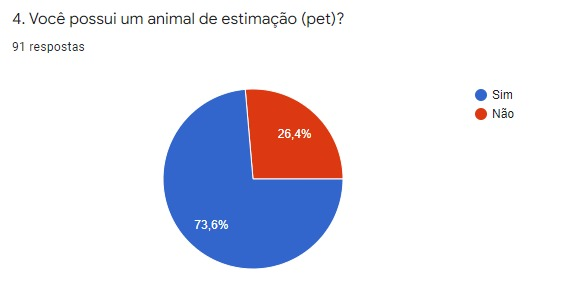 4. Você possui um animal de estimação (pet)?
91 respostas
Sim
Não
26,4%
73,6%